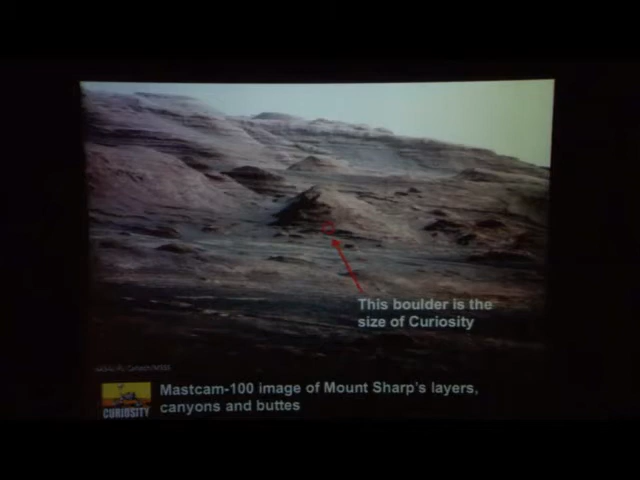 This boulder is the
size of Curiosity
Mastcam-100 image of Mount Sharp's layers,
canyons and buttes
CURIOSITY